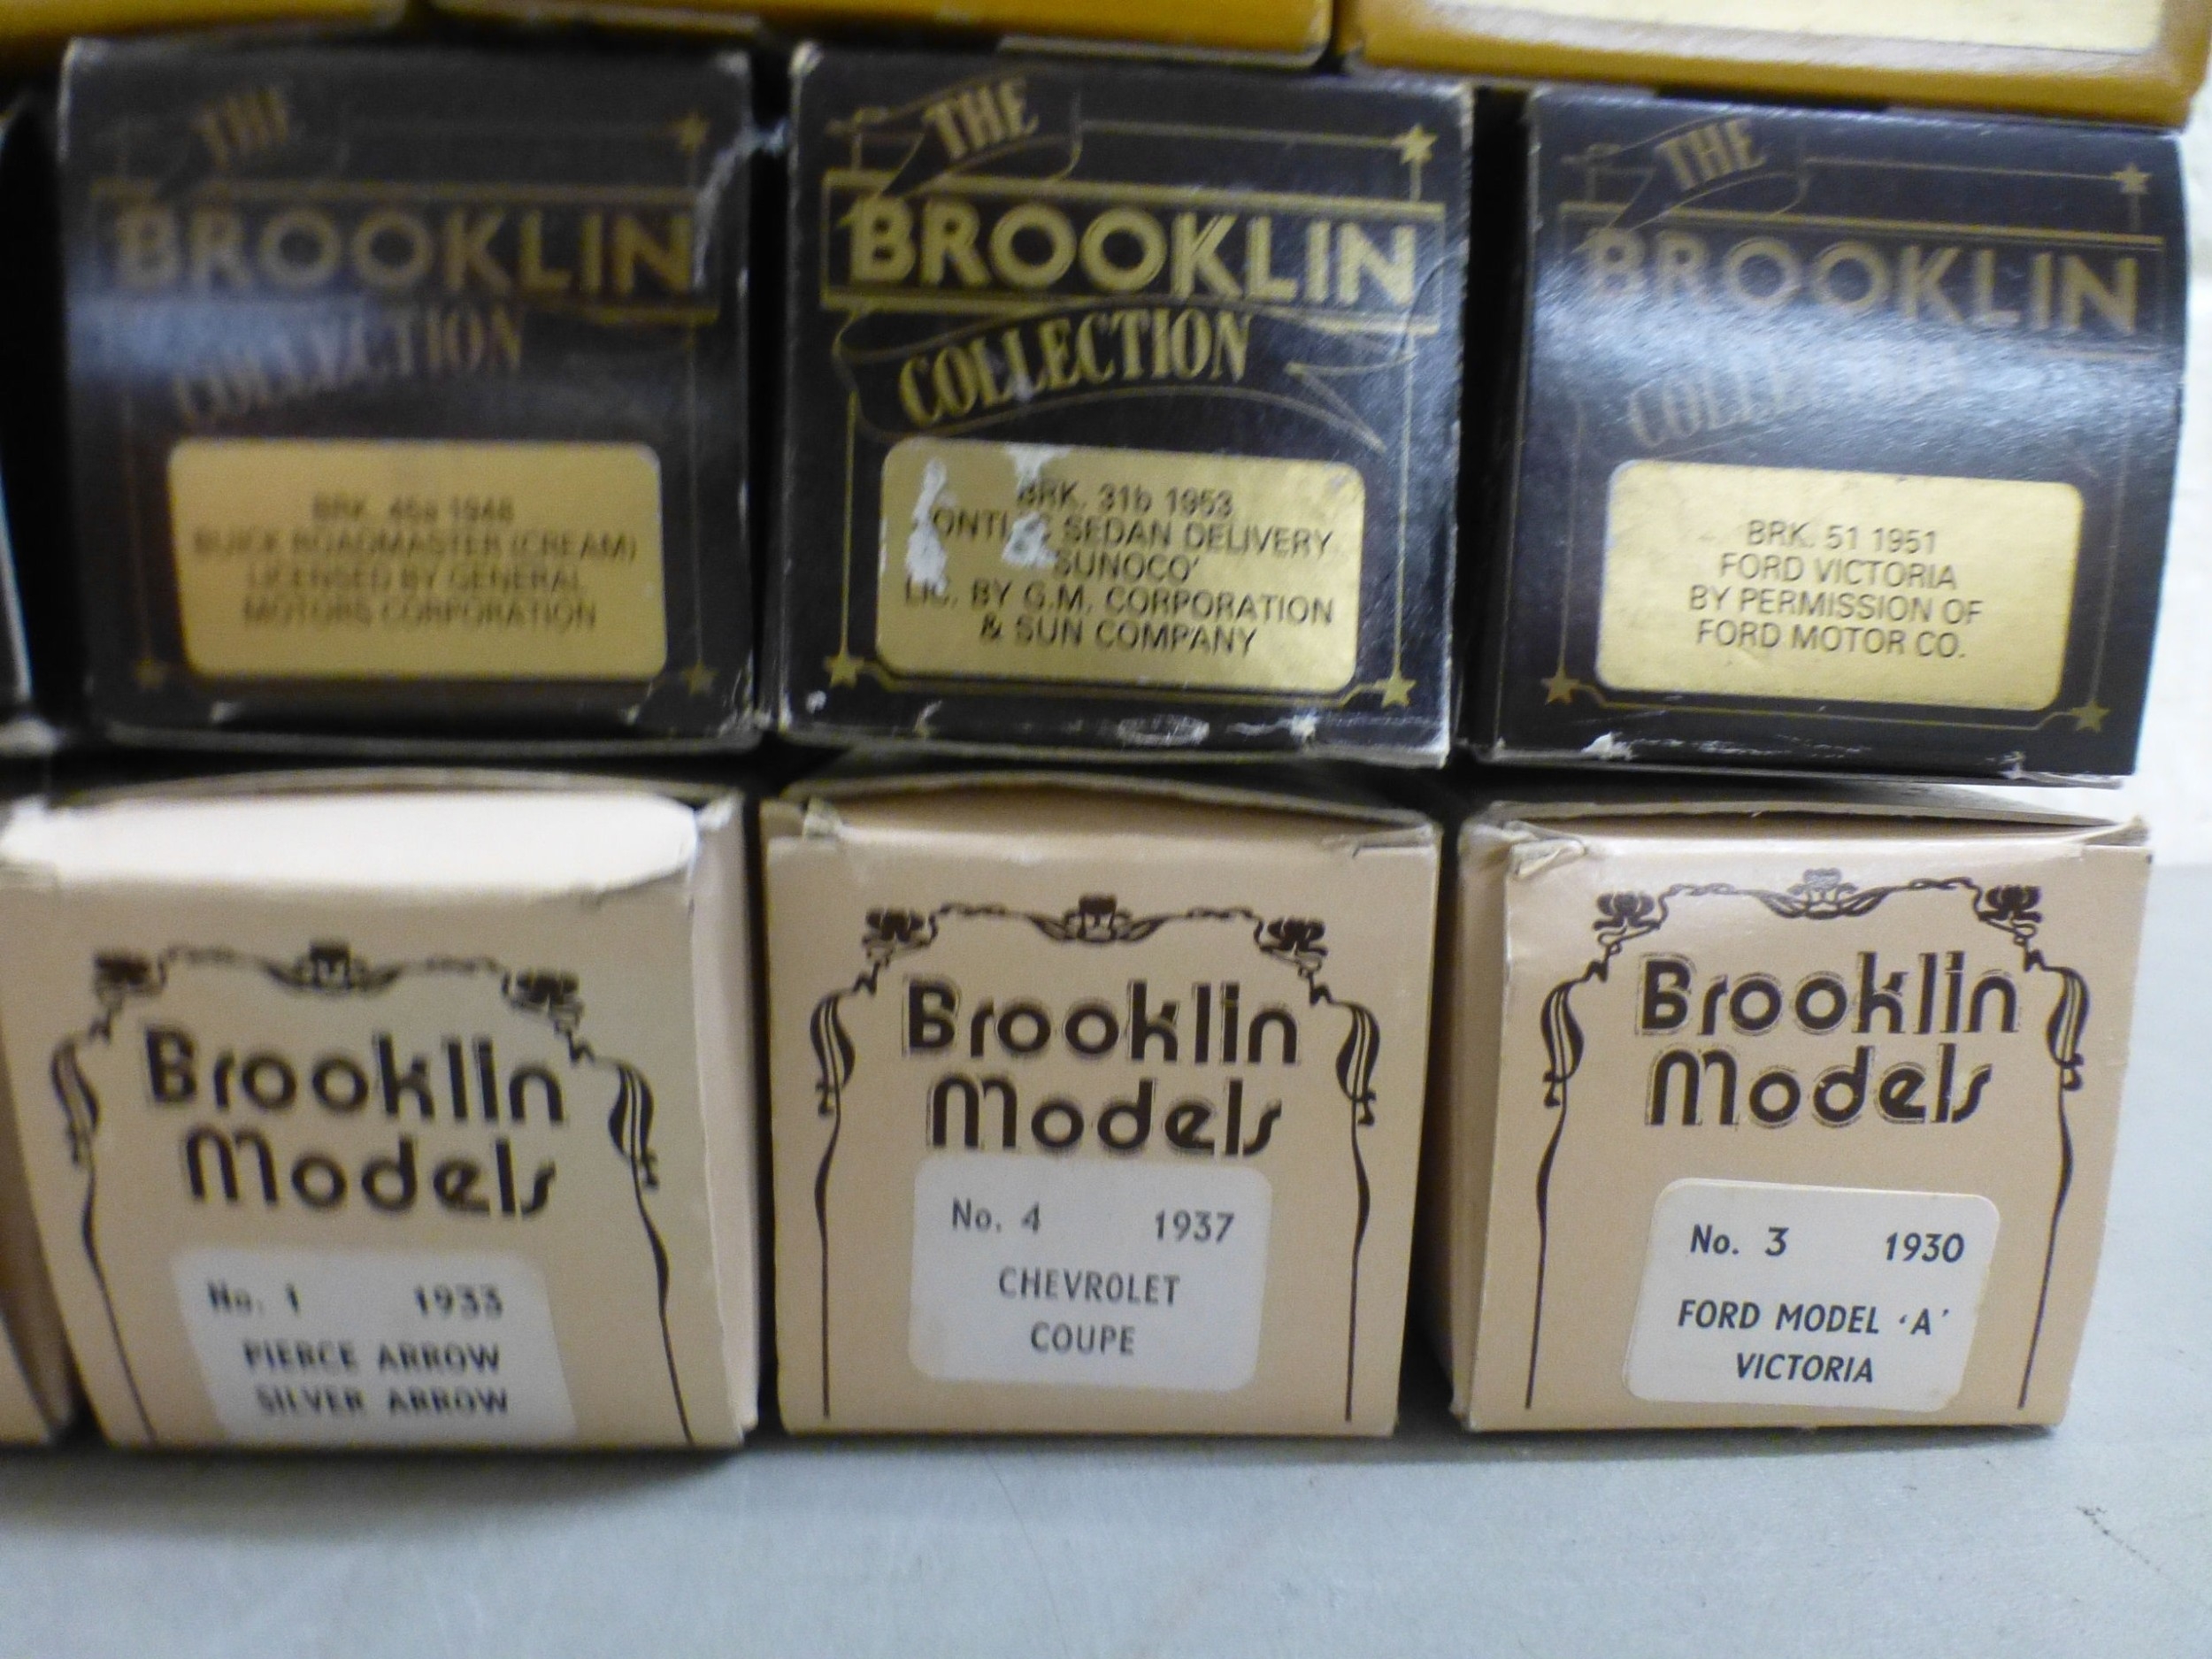 THE
BROOKLIN
COLLECTION
BUICK ROADMASTER (CREAM)
LICENSED BY GENERAL
MOTORS CORPORATION
THE
BROOKLIN
COLLECTION
BRK. 31b 1953
SEDAN DELIVERY
'SUNOCO'
LIC. BY G.M. CORPORATION
& SUN COMPANY
THE
BROOKLIN
COLLECTION
BRK. 51 1951
FORD VICTORIA
BY PERMISSION OF
FORD MOTOR CO.
Brooklin
Models
No. 1 1933
PIERCE ARROW
SILVER ARROW
Brooklin
Models
No. 4 1937
CHEVROLET
COUPE
Brooklin
Models
No. 3 1930
FORD MODEL 'A'
VICTORIA